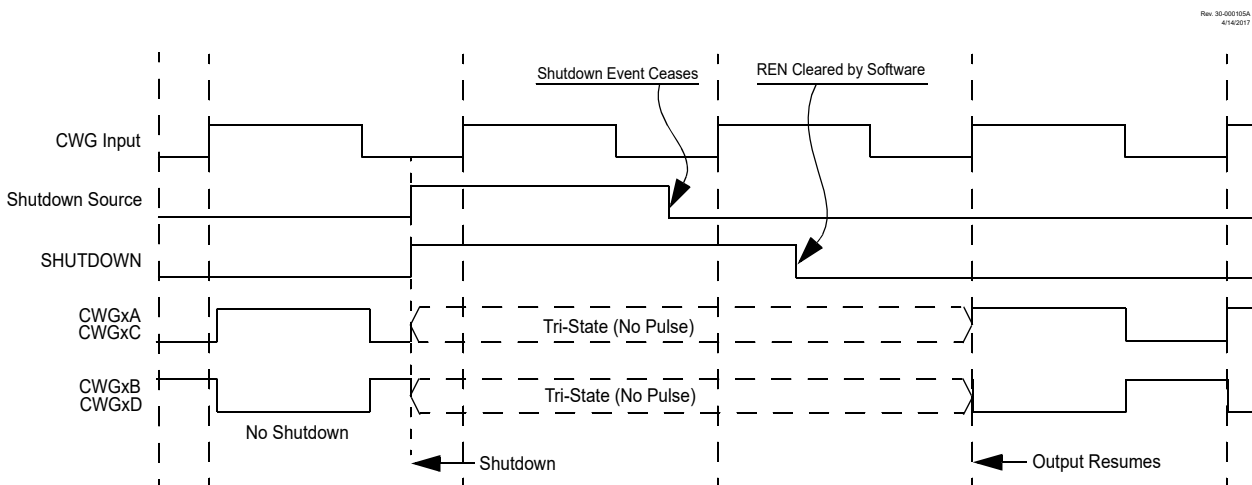 Rev. 30-000105A
4/14/2017
Shutdown Event Ceases
REN Cleared by Software
CWG Input
Shutdown Source
SHUTDOWN
CWGxA
CWGxC
Tri-State (No Pulse)
CWGxB
CWGxD
Tri-State (No Pulse)
No Shutdown
Shutdown
Output Resumes